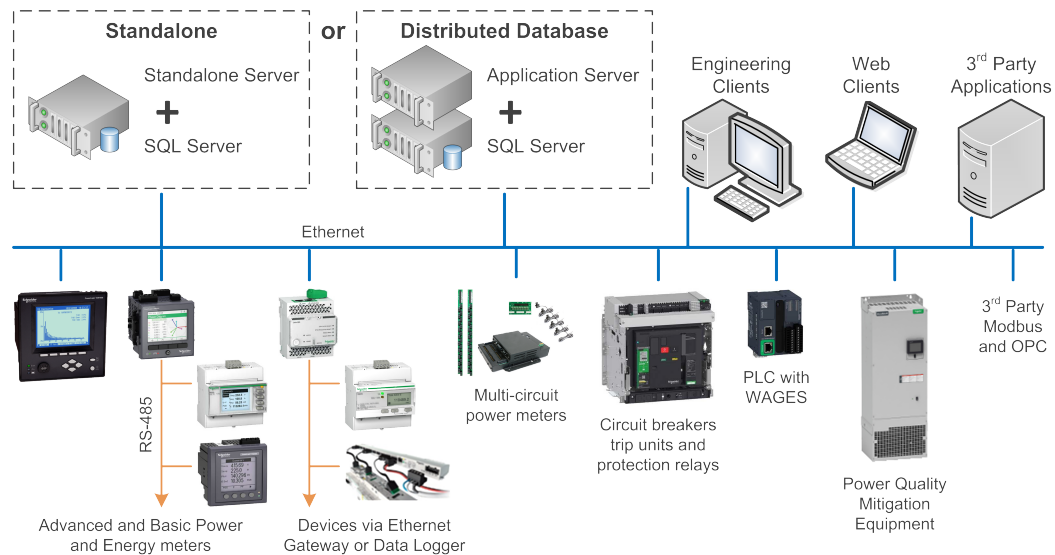 Standalone
Standalone Server
+
SQL Server
or
Distributed Database
Application Server
+
SQL Server
Engineering
Clients
Web
Clients
3rd Party
Applications
Ethernet
RS-485
Advanced and Basic Power
and Energy meters
Devices via Ethernet
Gateway or Data Logger
Multi-circuit
power meters
Circuit breakers
trip units and
protection relays
PLC with
WAGES
Power Quality
Mitigation
Equipment
3rd Party
Modbus
and OPC